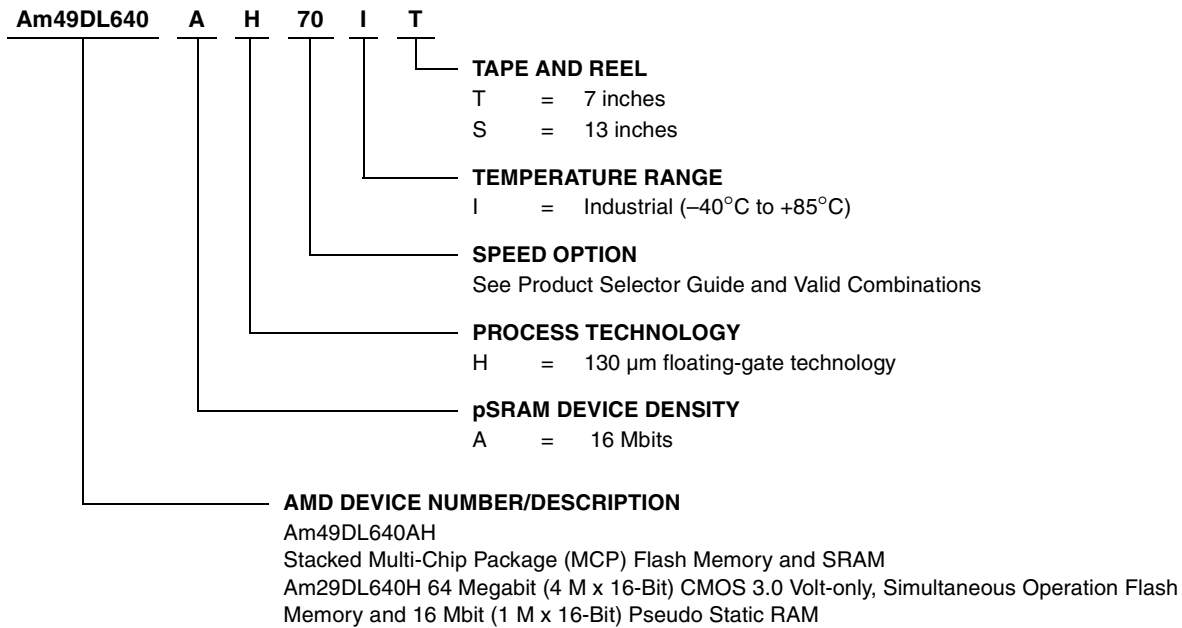 Am49DL640 A H 70 I T
TAPE AND REEL
T = 7 inches
S = 13 inches
TEMPERATURE RANGE
I = Industrial (–40°C to +85°C)
SPEED OPTION
See Product Selector Guide and Valid Combinations
PROCESS TECHNOLOGY
H = 130 µm floating-gate technology
pSRAM DEVICE DENSITY
A = 16 Mbits
AMD DEVICE NUMBER/DESCRIPTION
Am49DL640AH
Stacked Multi-Chip Package (MCP) Flash Memory and SRAM
Am29DL640H 64 Megabit (4 M x 16-Bit) CMOS 3.0 Volt-only, Simultaneous Operation Flash
Memory and 16 Mbit (1 M x 16-Bit) Pseudo Static RAM